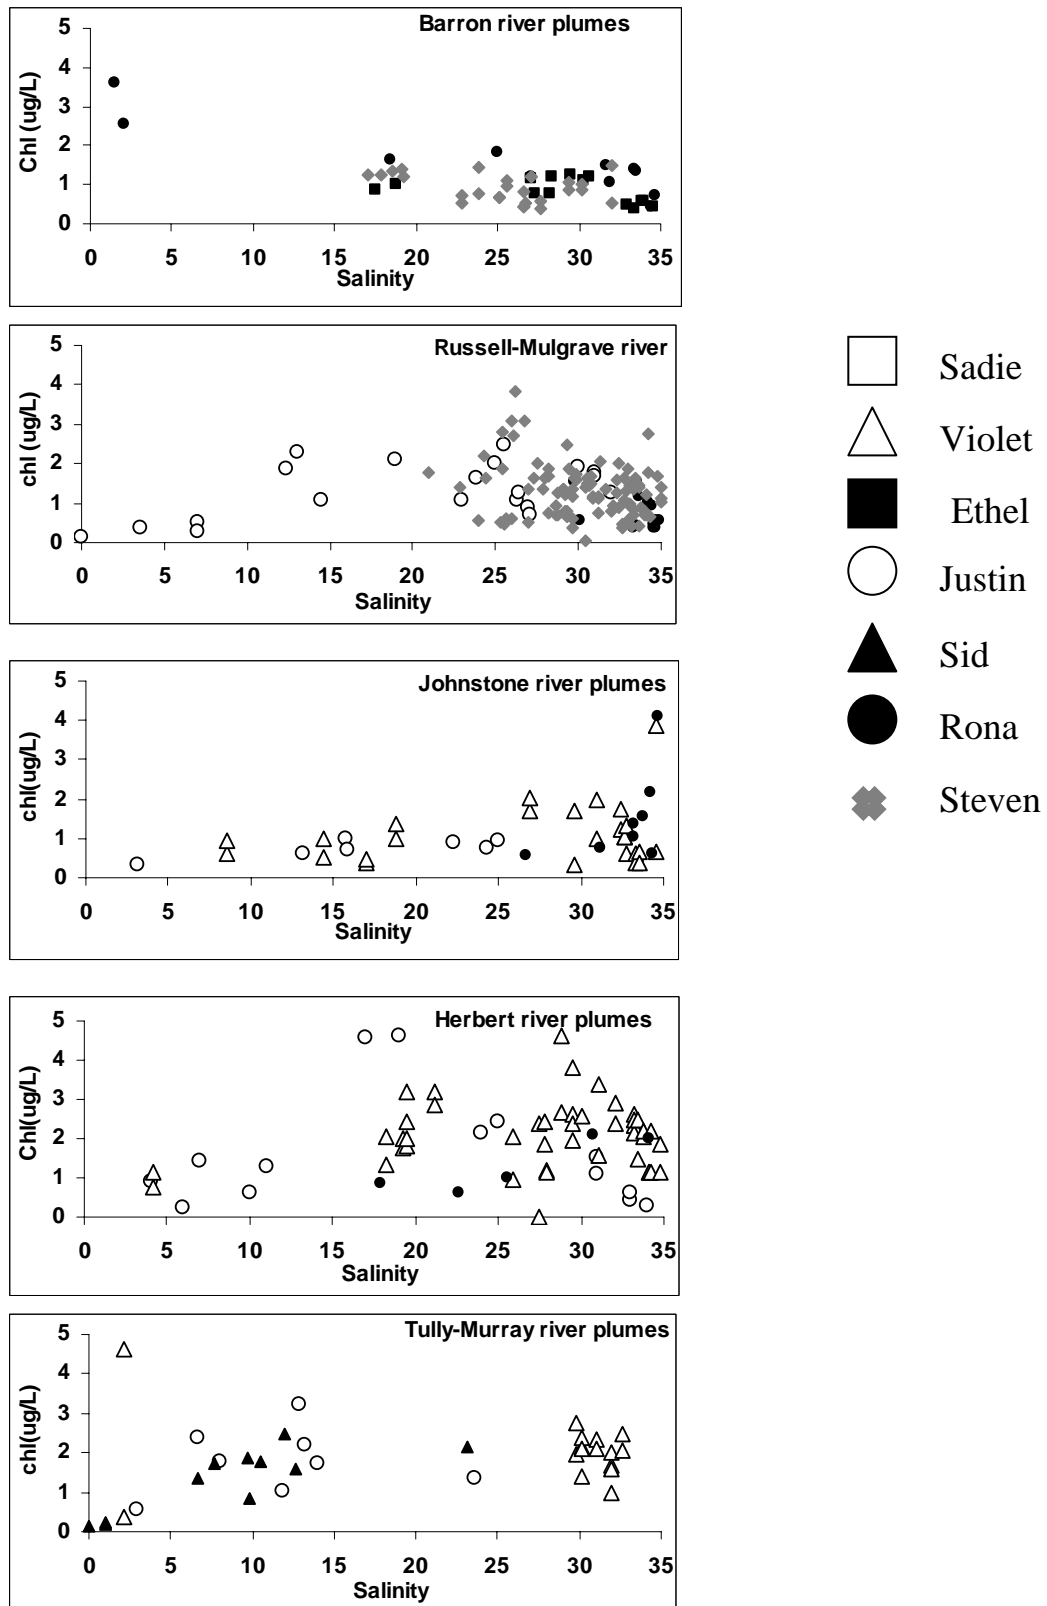 Barron river plumes
Chl (ug/L)
5
4
3
2
1
0
0 5 10 15 20 25 30 35
Salinity
Russell-Mulgrave river
chl (ug/L)
5
4
3
2
1
0
0 5 10 15 20 25 30 35
Salinity
Johnstone river plumes
chl(ug/L)
5
4
3
2
1
0
0 5 10 15 20 25 30 35
Salinity
Herbert river plumes
Chl(ug/L)
5
4
3
2
1
0
0 5 10 15 20 25 30 35
Salinity
Tully-Murray river plumes
chl(ug/L)
5
4
3
2
1
0
0 5 10 15 20 25 30 35
Salinity
Sadie
Violet
Ethel
Justin
Sid
Rona
Steven